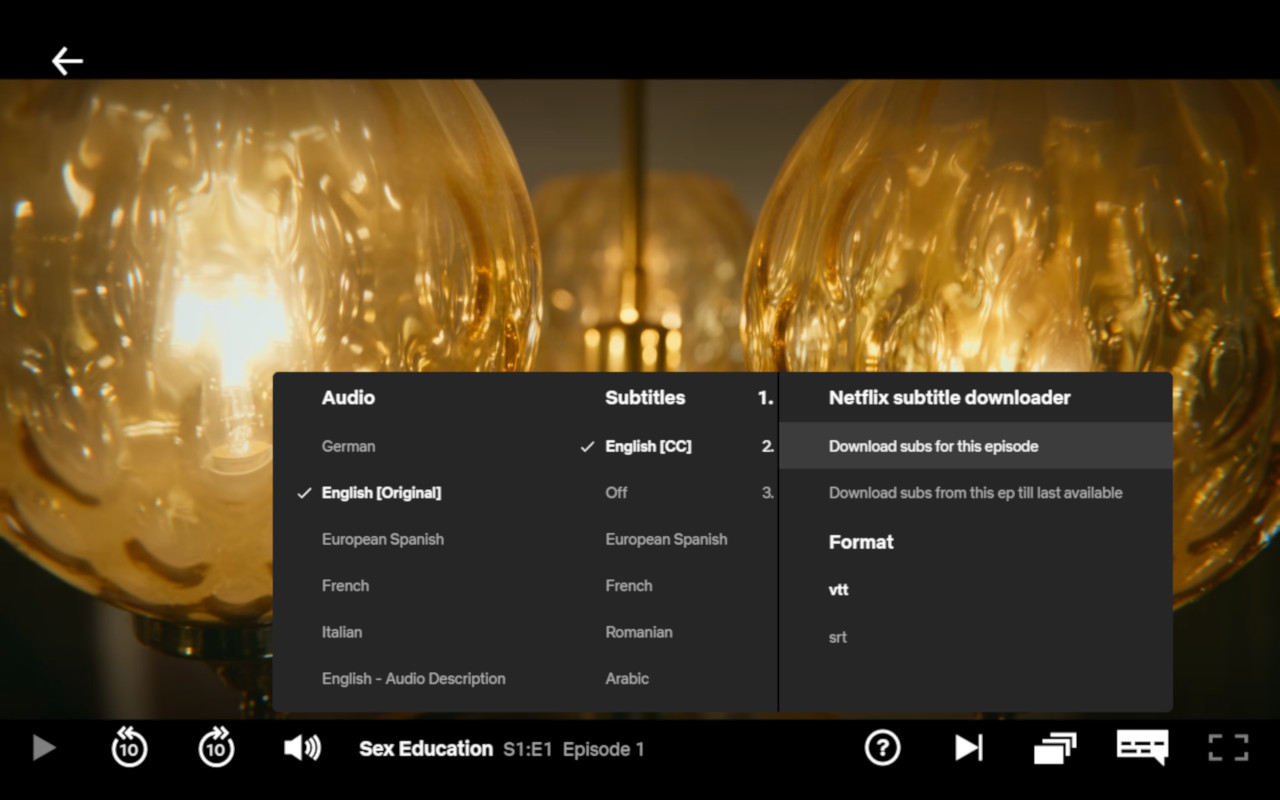 Audio
German
English [Original]
European Spanish
French
Italian
English - Audio Description
Subtitles
English [CC]
Off
European Spanish
French
Romanian
Arabic
1.
2.
3.
Netflix subtitle downloader
Download subs for this episode
Download subs from this ep till last available
Format
vtt
srt
10
10
Sex Education S1:E1 Episode 1
?